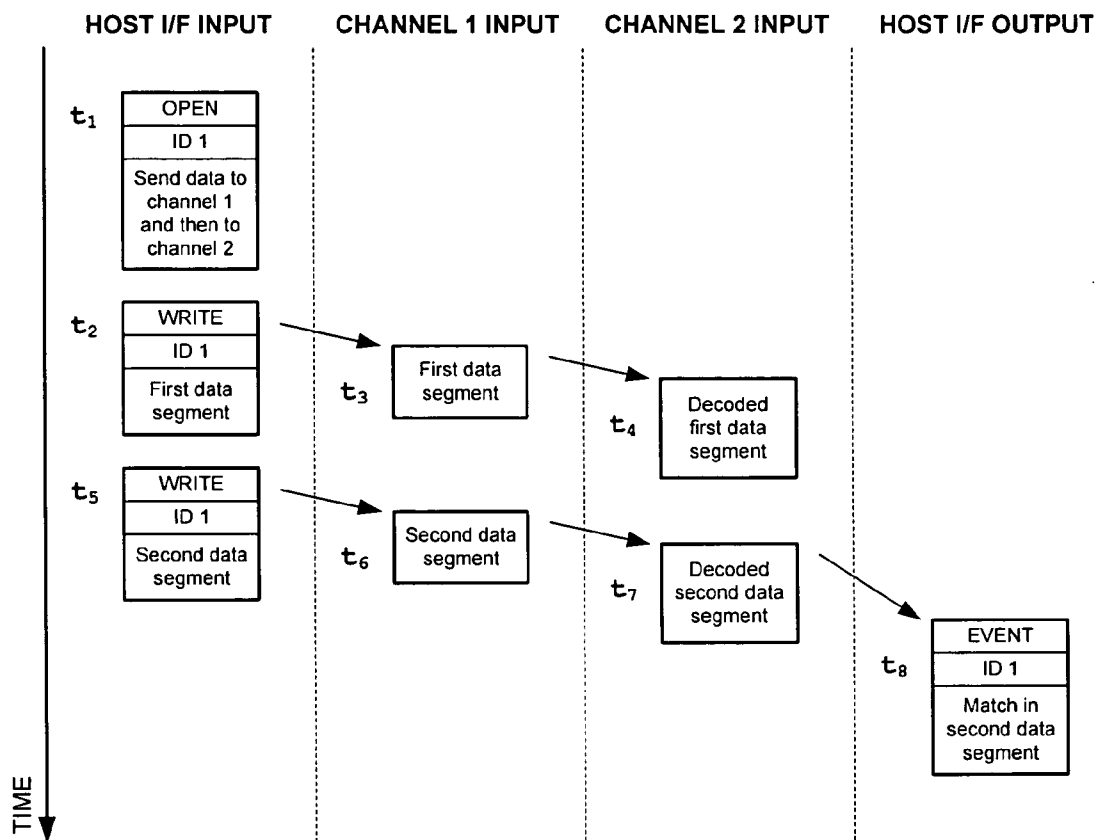 HOST I/F INPUT
CHANNEL 1 INPUT
CHANNEL 2 INPUT
HOST I/F OUTPUT
t₁
OPEN
ID 1
Send data to
channel 1
and then to
channel 2
t₂
WRITE
ID 1
First data
segment
t₃
First data
segment
t₄
Decoded
first data
segment
t₅
WRITE
ID 1
Second data
segment
t₆
Second data
segment
t₇
Decoded
second data
segment
t₈
EVENT
ID 1
Match in
second data
segment
TIME